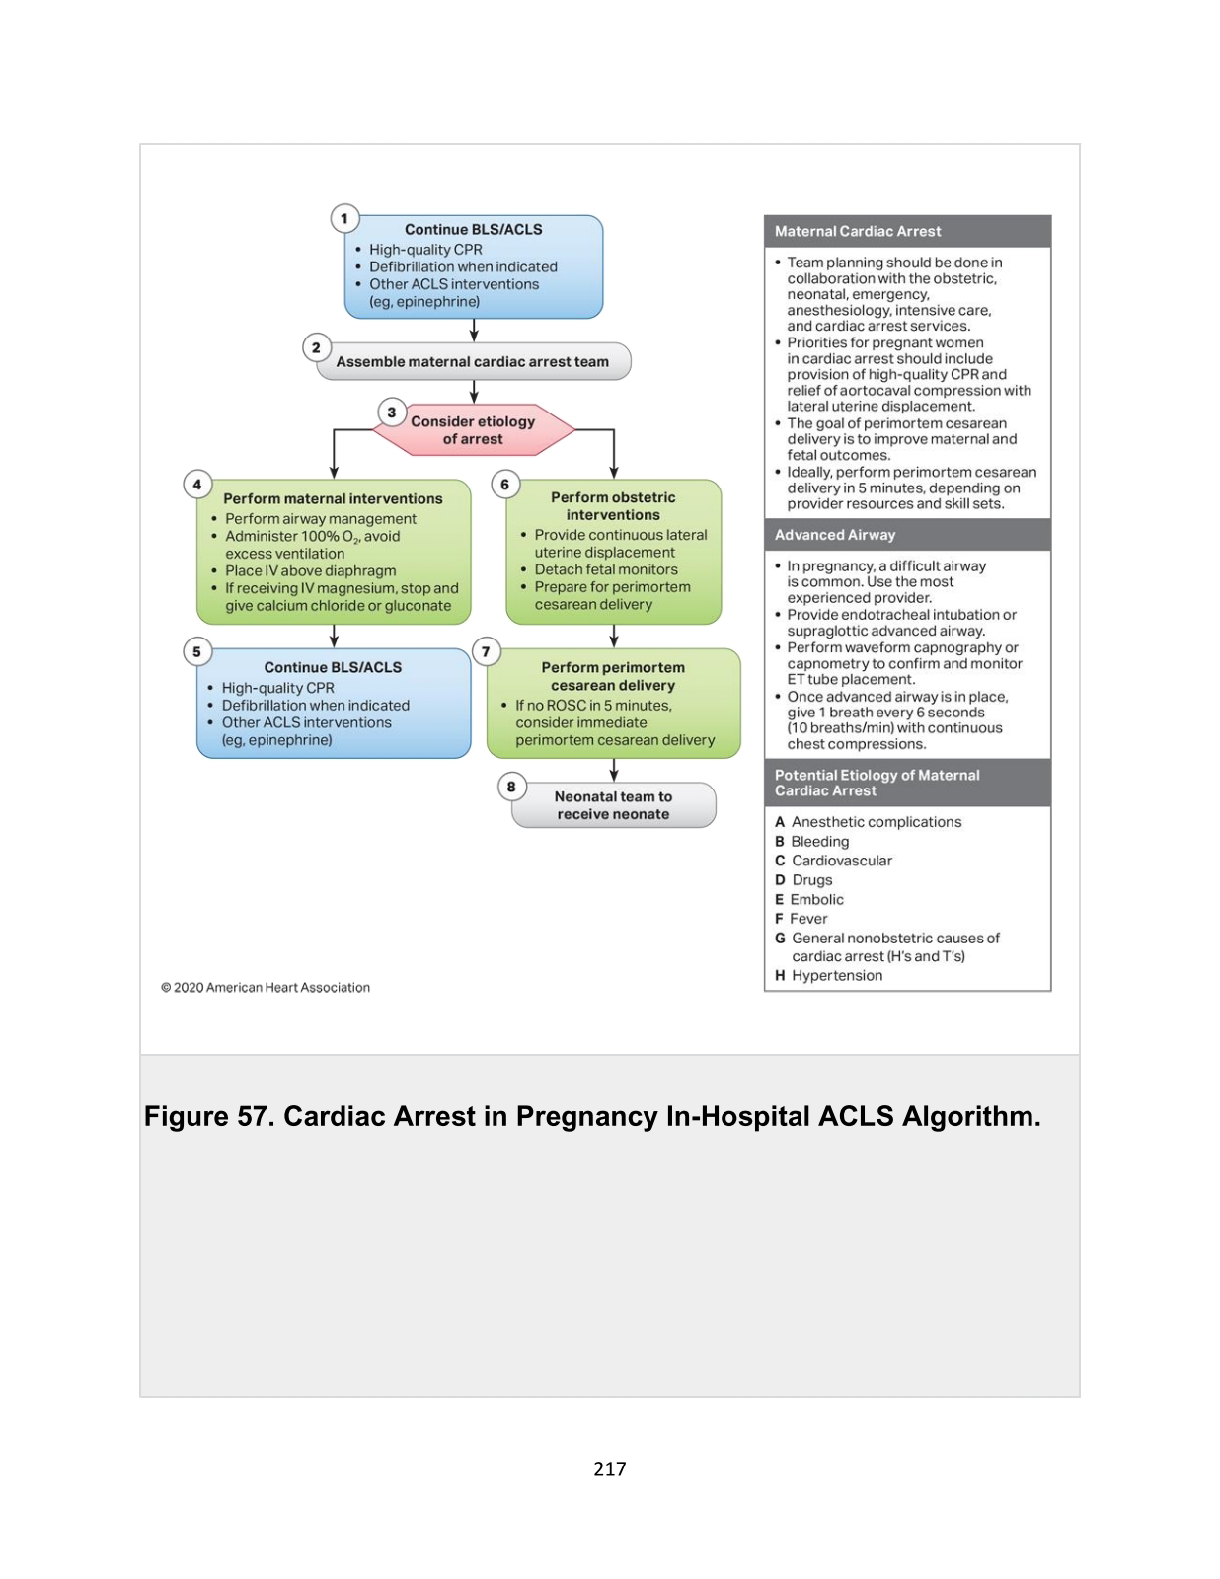 1
Continue BLS/ACLS
• High-quality CPR
• Defibrillation when indicated
• Other ACLS interventions
(eg, epinephrine)
2
Assemble maternal cardiac arrest team
3
Consider etiology
of arrest
4
Perform maternal interventions
• Perform airway management
• Administer 100% O₂, avoid
excess ventilation
• Place IV above diaphragm
• If receiving IV magnesium, stop and
give calcium chloride or gluconate
5
Continue BLS/ACLS
• High-quality CPR
• Defibrillation when indicated
• Other ACLS interventions
(eg, epinephrine)
6
Perform obstetric
interventions
• Provide continuous lateral
uterine displacement
• Detach fetal monitors
• Prepare for perimortem
cesarean delivery
7
Perform perimortem
cesarean delivery
• If no ROSC in 5 minutes,
consider immediate
perimortem cesarean delivery
8
Neonatal team to
receive neonate
Maternal Cardiac Arrest
• Team planning should be done in
collaboration with the obstetric,
neonatal, emergency,
anesthesiology, intensive care,
and cardiac arrest services.
• Priorities for pregnant women
in cardiac arrest should include
provision of high-quality CPR and
relief of aortocaval compression with
lateral uterine displacement.
• The goal of perimortem cesarean
delivery is to improve maternal and
fetal outcomes.
• Ideally, perform perimortem cesarean
delivery in 5 minutes, depending on
provider resources and skill sets.
Advanced Airway
• In pregnancy, a difficult airway
is common. Use the most
experienced provider.
• Provide endotracheal intubation or
supraglottic advanced airway.
• Perform waveform capnography or
capnometry to confirm and monitor
ET tube placement.
• Once advanced airway is in place,
give 1 breath every 6 seconds
(10 breaths/min) with continuous
chest compressions.
Potential Etiology of Maternal
Cardiac Arrest
A Anesthetic complications
B Bleeding
C Cardiovascular
D Drugs
E Embolic
F Fever
G General nonobstetric causes of
cardiac arrest (H's and T's)
H Hypertension
© 2020 American Heart Association
Figure 57. Cardiac Arrest in Pregnancy In-Hospital ACLS Algorithm.
217